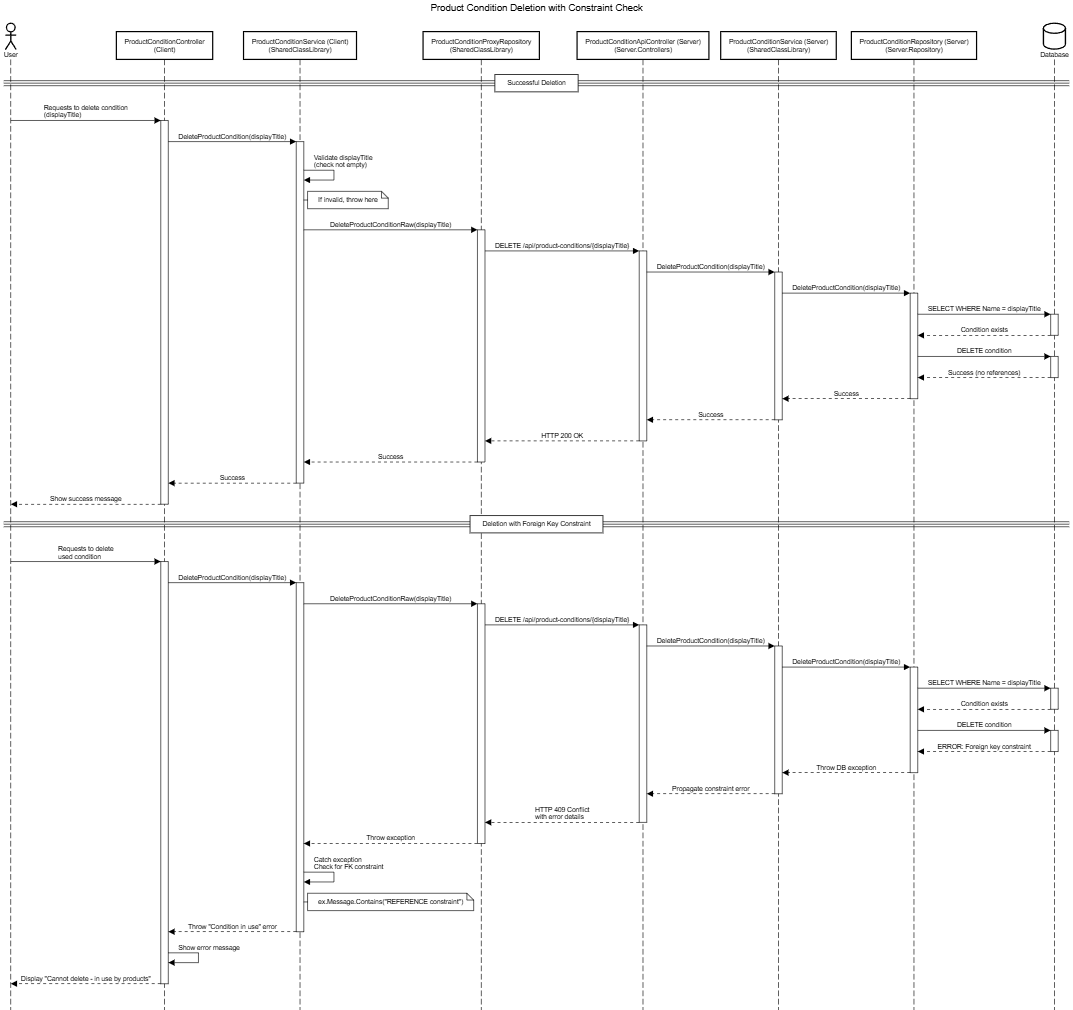 Product Condition Deletion with Constraint Check
User
ProductConditionController
(Client)
ProductConditionService (Client)
(SharedClassLibrary)
ProductConditionProxyRepository
(SharedClassLibrary)
ProductConditionApiController (Server)
(Server.Controllers)
ProductConditionService (Server)
(SharedClassLibrary)
ProductConditionRepository (Server)
(Server.Repository)
Database
Successful Deletion
Requests to delete condition
(displayTitle)
DeleteProductCondition(displayTitle)
Validate displayTitle
(check not empty)
If invalid, throw here
DeleteProductConditionRaw(displayTitle)
DELETE /api/product-conditions/{displayTitle}
DeleteProductCondition(displayTitle)
DeleteProductCondition(displayTitle)
SELECT WHERE Name = displayTitle
Condition exists
DELETE condition
Success (no references)
Success
Success
HTTP 200 OK
Success
Success
Show success message
Deletion with Foreign Key Constraint
Requests to delete
used condition
DeleteProductCondition(displayTitle)
DeleteProductConditionRaw(displayTitle)
DELETE /api/product-conditions/{displayTitle}
DeleteProductCondition(displayTitle)
DeleteProductCondition(displayTitle)
SELECT WHERE Name = displayTitle
Condition exists
DELETE condition
ERROR: Foreign key constraint
Throw DB exception
Propagate constraint error
HTTP 409 Conflict
with error details
Throw exception
Catch exception
Check for FK constraint
ex.Message.Contains("REFERENCE constraint")
Throw "Condition in use" error
Show error message
Display "Cannot delete - in use by products"